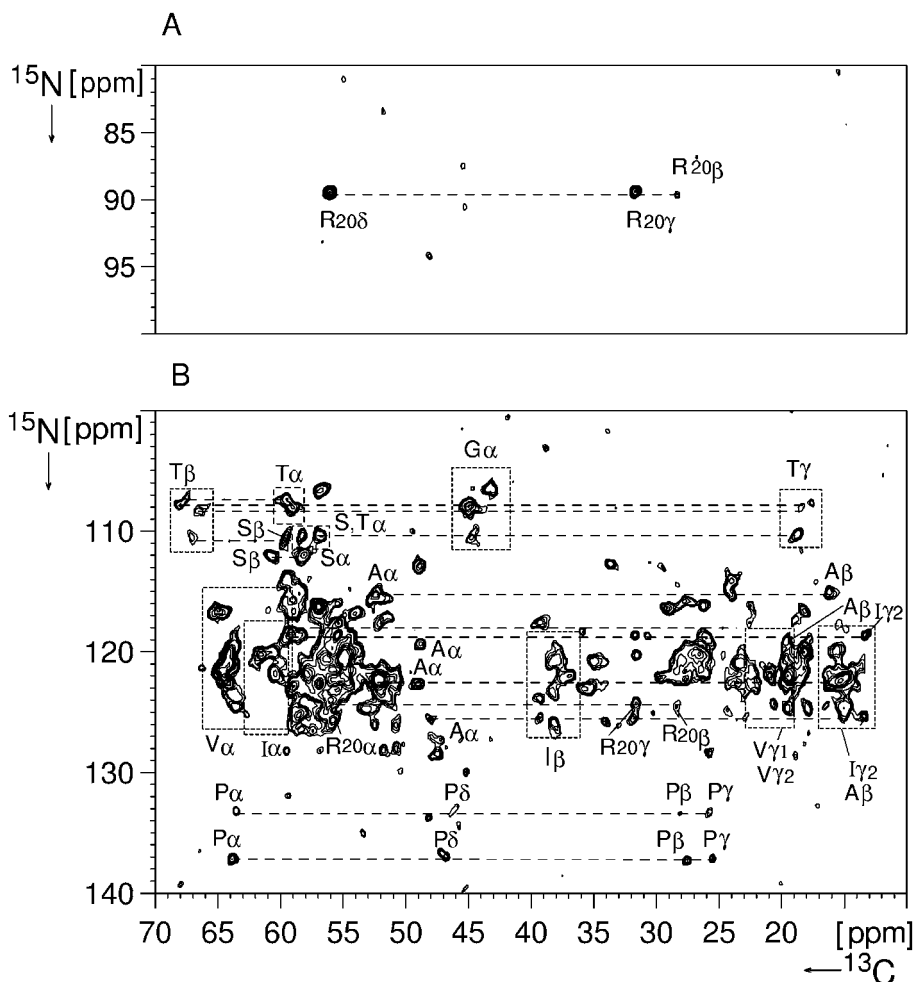 A
15N [ppm]
85
90
95
R20β
R20δ
R20γ
B
15N [ppm]
110
120
130
140
Tβ
Tα
Gα
Tγ
Sβ
S,Tα
Sβ
Sα
Aα
Aβ
Aβ
Iγ2
Aα
Aα
Vα
Iα
R20α
Aα
Iβ
R20γ
R20β
Vγ1
Vγ2
Iγ2
Aβ
Pα
Pδ
Pβ
Pγ
Pα
Pδ
Pβ
Pγ
70 65 60 55 50 45 40 35 30 25 20 [ppm]
← 13C